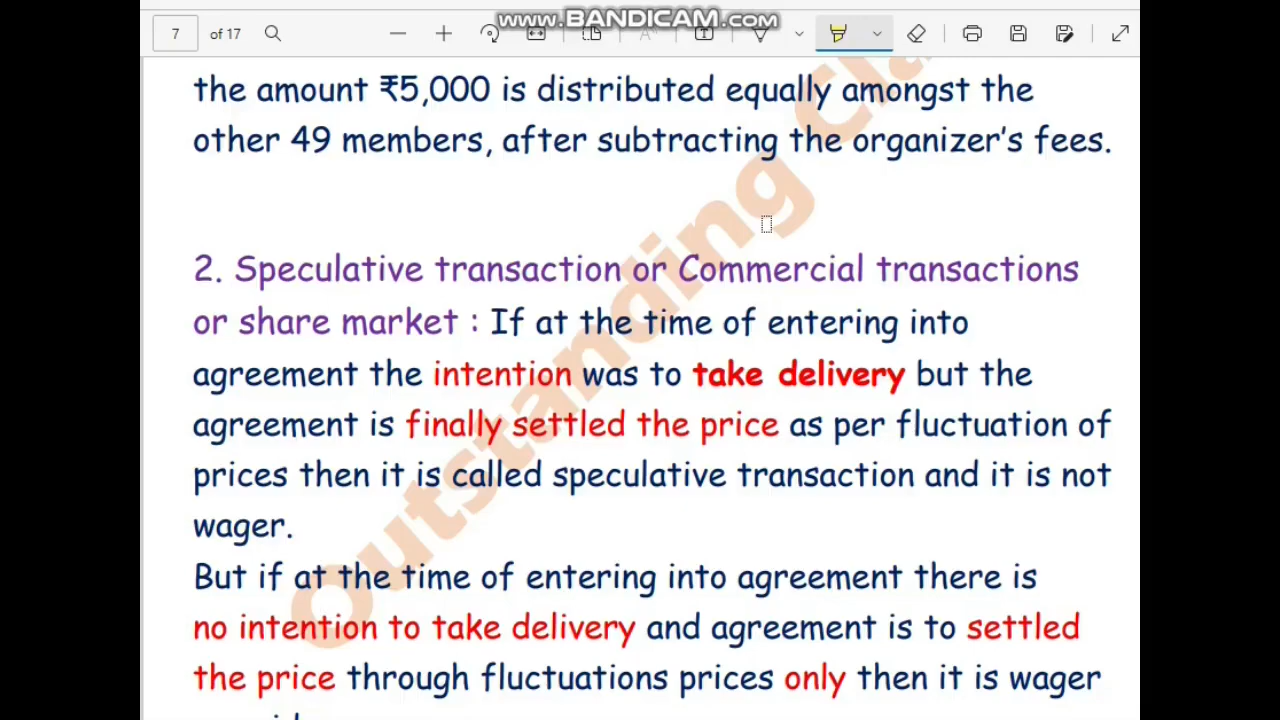 www.BANDICAM.com
7 of 17
the amount ₹5,000 is distributed equally amongst the
other 49 members, after subtracting the organizer's fees.
2. Speculative transaction or Commercial transactions
or share market : If at the time of entering into
agreement the intention was to take delivery but the
agreement is finally settled the price as per fluctuation of
prices then it is called speculative transaction and it is not
wager.
But if at the time of entering into agreement there is
no intention to take delivery and agreement is to settled
the price through fluctuations prices only then it is wager
Outstanding